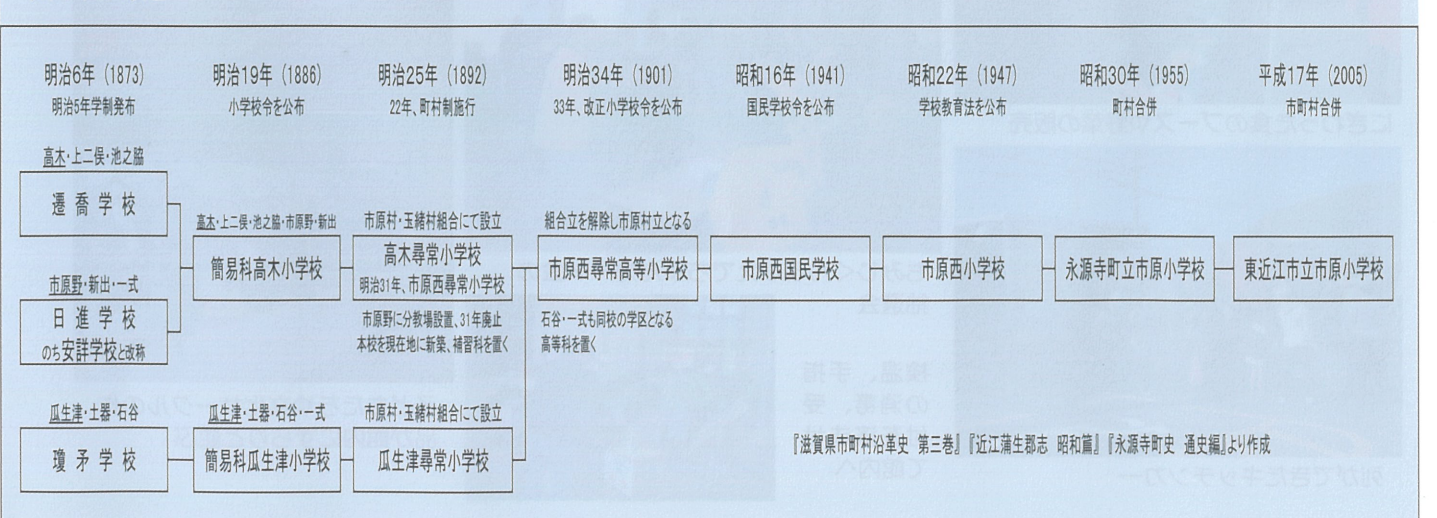 明治6年（1873）
明治5年学制発布
明治19年（1886）
小学校令を公布
明治25年（1892）
22年、町村制施行
明治34年（1901）
33年、改正小学校令を公布
昭和16年（1941）
国民学校令を公布
昭和22年（1947）
学校教育法を公布
昭和30年（1955）
町村合併
平成17年（2005）
市町村合併
高木・上二俣・池之脇
遷喬学校
市原野・新出・一式
日進学校
のち安詳学校と改称
瓜生津・土器・石谷
瓊矛学校
高木・上二俣・池之脇・市原野・新出
簡易科高木小学校
瓜生津・土器・石谷・一式
簡易科瓜生津小学校
市原村・玉緒村組合にて設立
高木尋常小学校
明治31年、市原西尋常小学校
市原野に分教場設置、31年廃止
本校を現在地に新築、補習科を置く
市原村・玉緒村組合にて設立
瓜生津尋常小学校
組合立を解除し市原村立となる
市原西尋常高等小学校
石谷・一式も同校の学区となる
高等科を置く
市原西国民学校
市原西小学校
永源寺町立市原小学校
東近江市立市原小学校
『滋賀県市町村沿革史 第三巻』『近江蒲生郡志 昭和篇』『永源寺町史 通史編』より作成